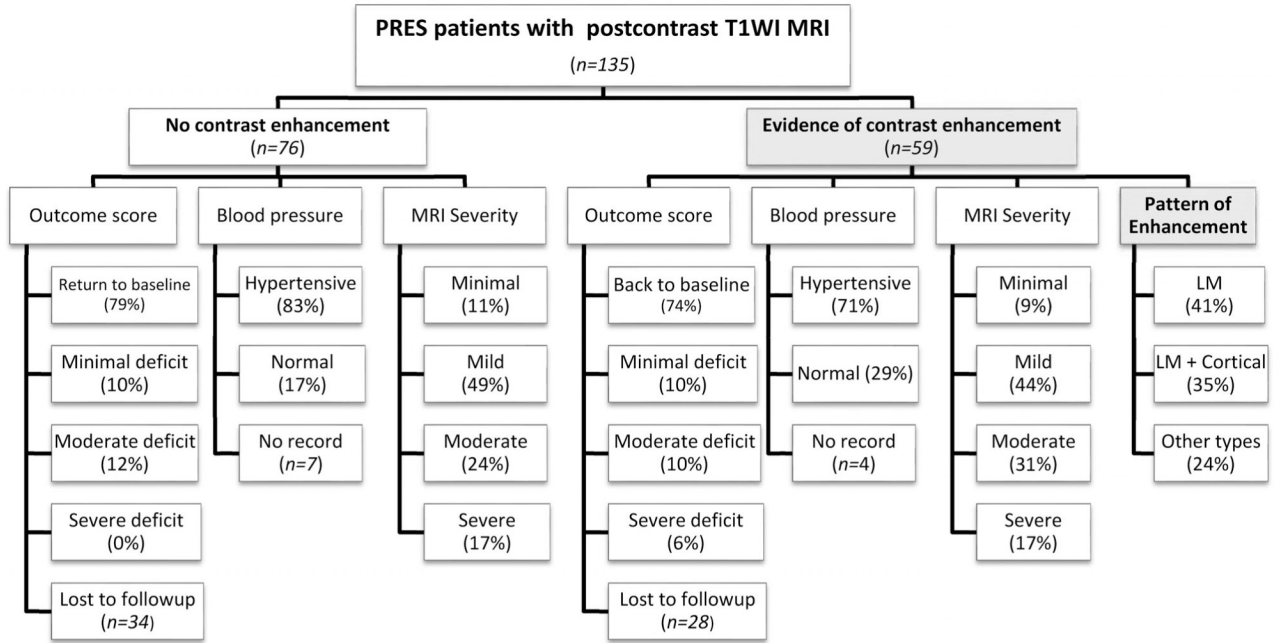 PRES patients with postcontrast T1WI MRI
(n=135)
No contrast enhancement
(n=76)
Evidence of contrast enhancement
(n=59)
Outcome score
Return to baseline
(79%)
Minimal deficit
(10%)
Moderate deficit
(12%)
Severe deficit
(0%)
Lost to followup
(n=34)
Blood pressure
Hypertensive
(83%)
Normal
(17%)
No record
(n=7)
MRI Severity
Minimal
(11%)
Mild
(49%)
Moderate
(24%)
Severe
(17%)
Outcome score
Back to baseline
(74%)
Minimal deficit
(10%)
Moderate deficit
(10%)
Severe deficit
(6%)
Lost to followup
(n=28)
Blood pressure
Hypertensive
(71%)
Normal (29%)
No record
(n=4)
MRI Severity
Minimal
(9%)
Mild
(44%)
Moderate
(31%)
Severe
(17%)
Pattern of
Enhancement
LM
(41%)
LM + Cortical
(35%)
Other types
(24%)